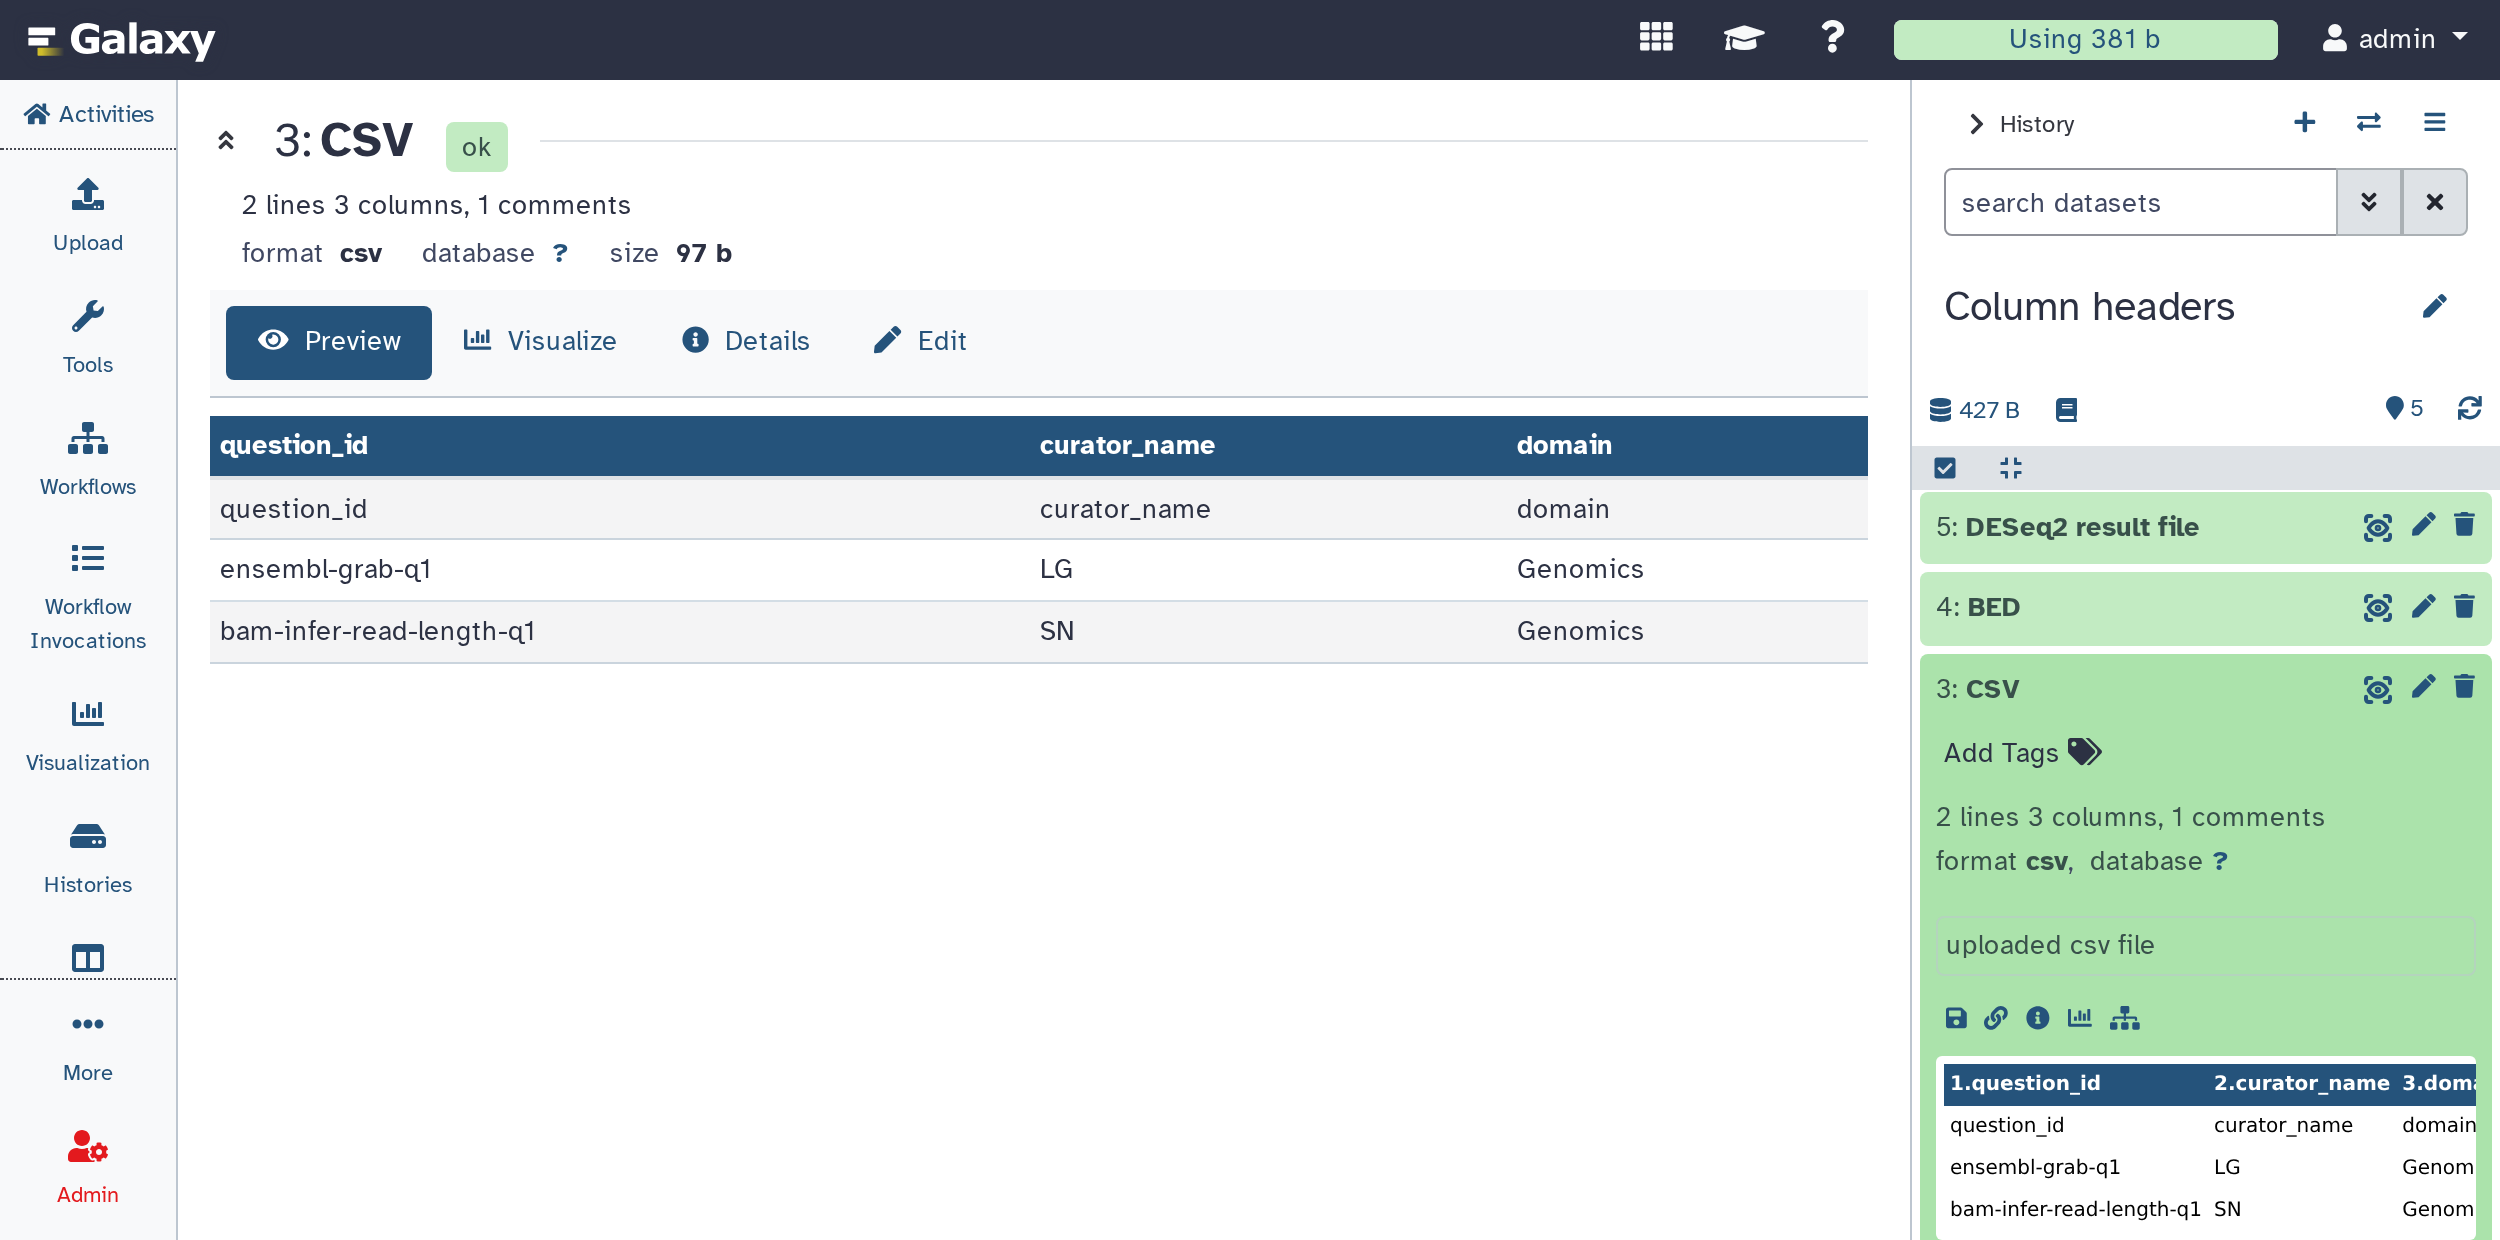 Galaxy
Using 381 b
admin
Activities
Upload
Tools
Workflows
Workflow
Invocations
Visualization
Histories
More
Admin
3: CSV ok
2 lines 3 columns, 1 comments
format csv database ? size 97 b
Preview Visualize Details Edit
question_id curator_name domain
question_id curator_name domain
ensembl-grab-q1 LG Genomics
bam-infer-read-length-q1 SN Genomics
History
search datasets
Column headers
427 B 5
5: DESeq2 result file
4: BED
3: CSV
Add Tags
2 lines 3 columns, 1 comments
format csv, database ?
uploaded csv file
1.question_id 2.curator_name 3.doma
question_id curator_name domain
ensembl-grab-q1 LG Genom
bam-infer-read-length-q1 SN Genom